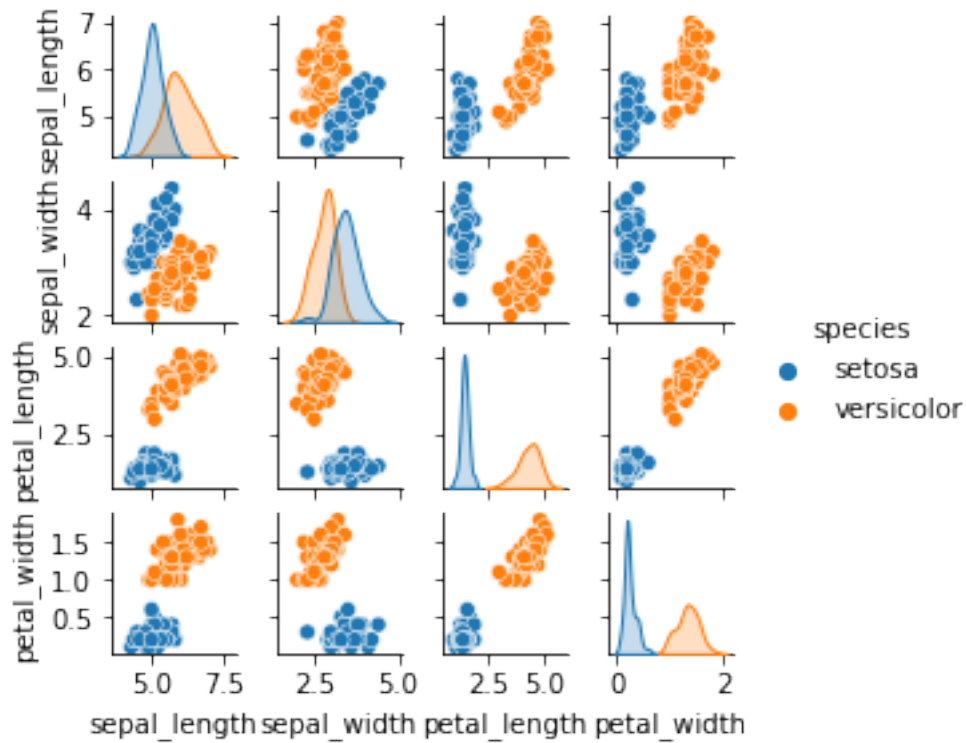 sepal_length
7
6
5
sepal_width
4
2
petal_length
5.0
2.5
petal_width
1.5
1.0
0.5
5.0 7.5 2.5 5.0 2.5 5.0 0 2
sepal_length sepal_width petal_length petal_width
species
setosa
versicolor